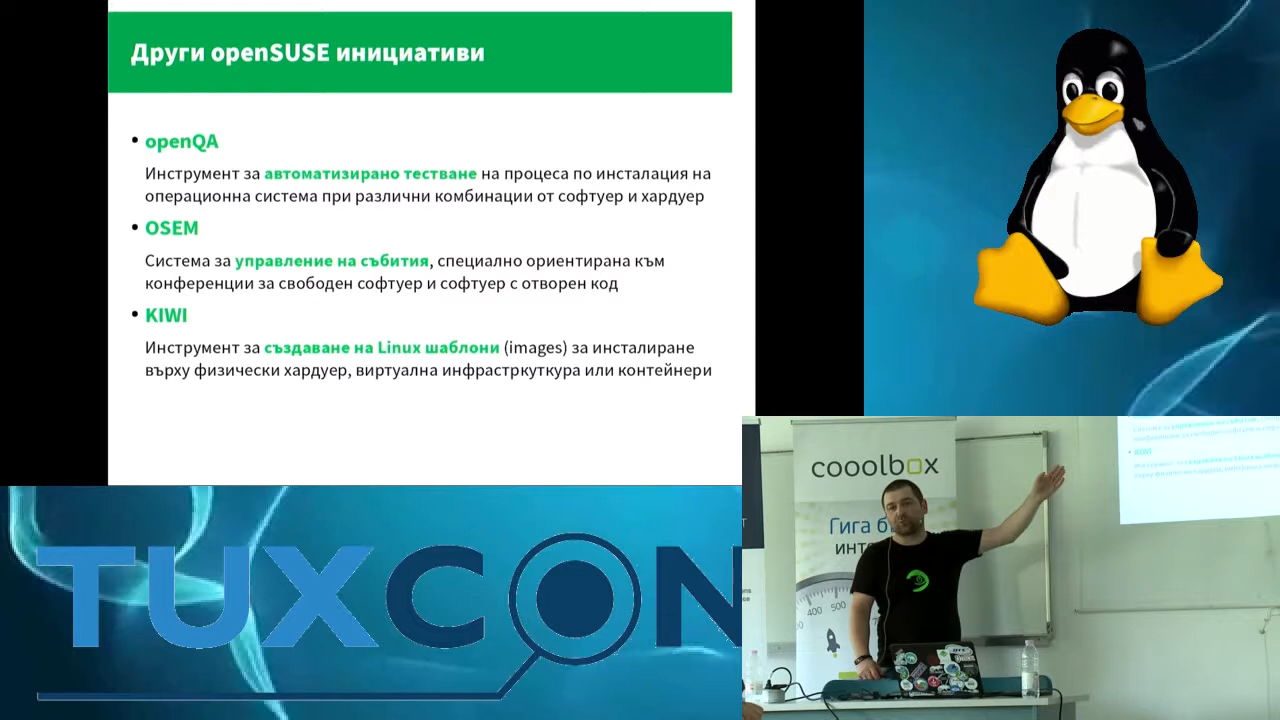 Други openSUSE инициативи
• openQA
Инструмент за автоматизирано тестване на процеса по инсталация на
операционна система при различни комбинации от софтуер и хардуер
• OSEM
Система за управление на събития, специално ориентирана към
конференции за свободен софтуер и софтуер с отворен код
• KIWI
Инструмент за създаване на Linux шаблони (images) за инсталиране
върху физически хардуер, виртуална инфрастркуткура или контейнери
TUXCON
cooolbox
Гига
400
500
KIWI